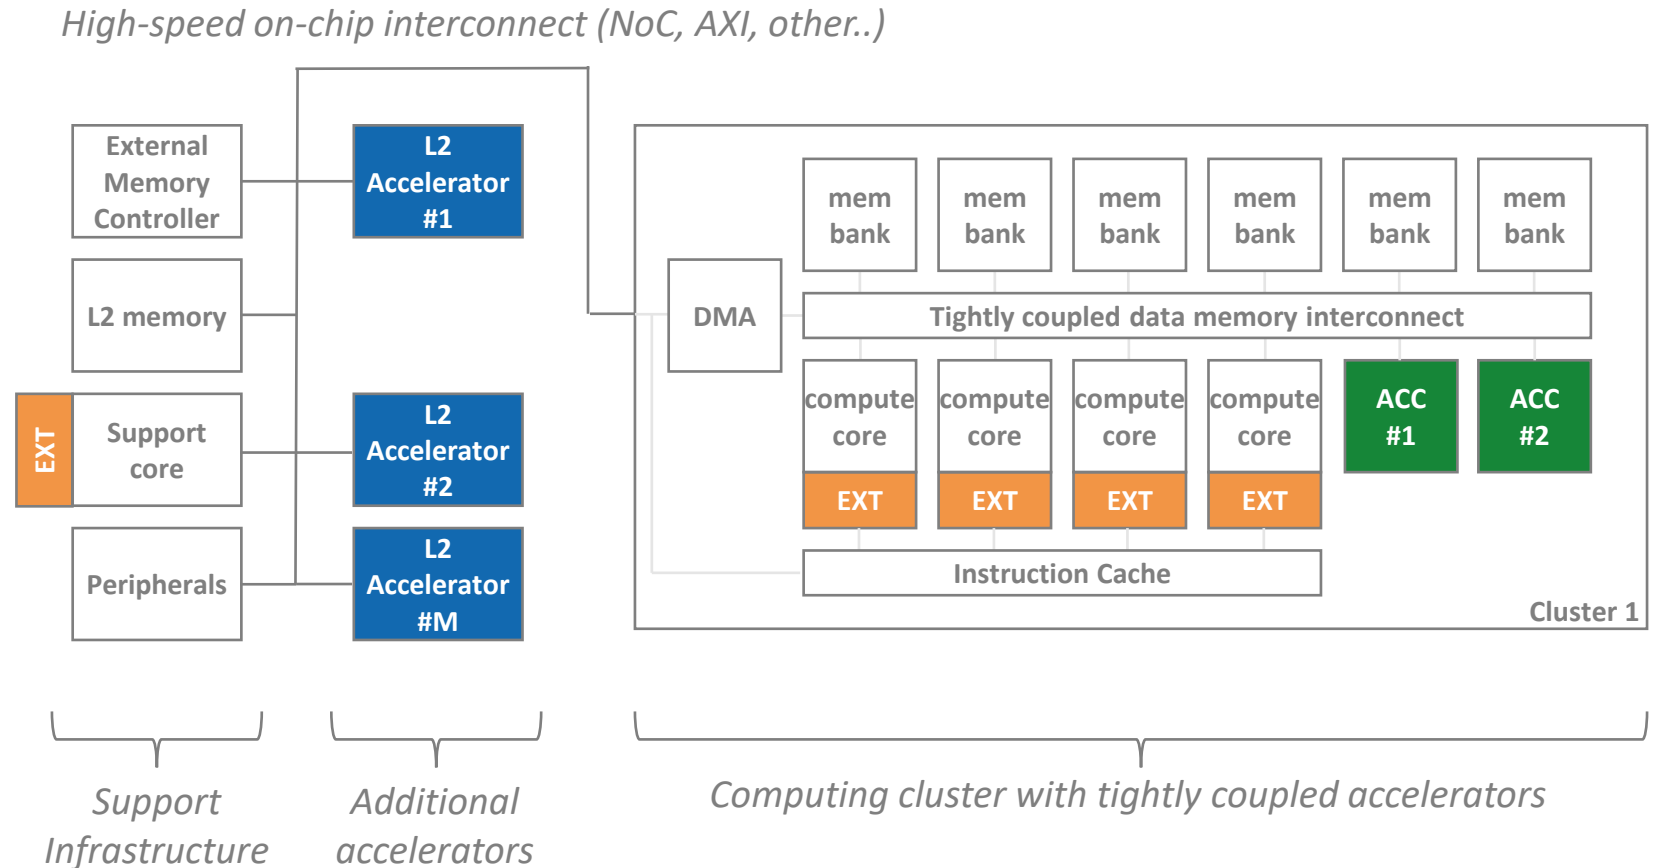 High-speed on-chip interconnect (NoC, AXI, other..)
External
Memory
Controller
L2 memory
EXT
Support
core
Peripherals
L2
Accelerator
#1
L2
Accelerator
#2
L2
Accelerator
#M
DMA
mem
bank
mem
bank
mem
bank
mem
bank
mem
bank
mem
bank
Tightly coupled data memory interconnect
compute
core
compute
core
compute
core
compute
core
ACC
#1
ACC
#2
EXT
EXT
EXT
EXT
Instruction Cache
Cluster 1
Support
Infrastructure
Additional
accelerators
Computing cluster with tightly coupled accelerators